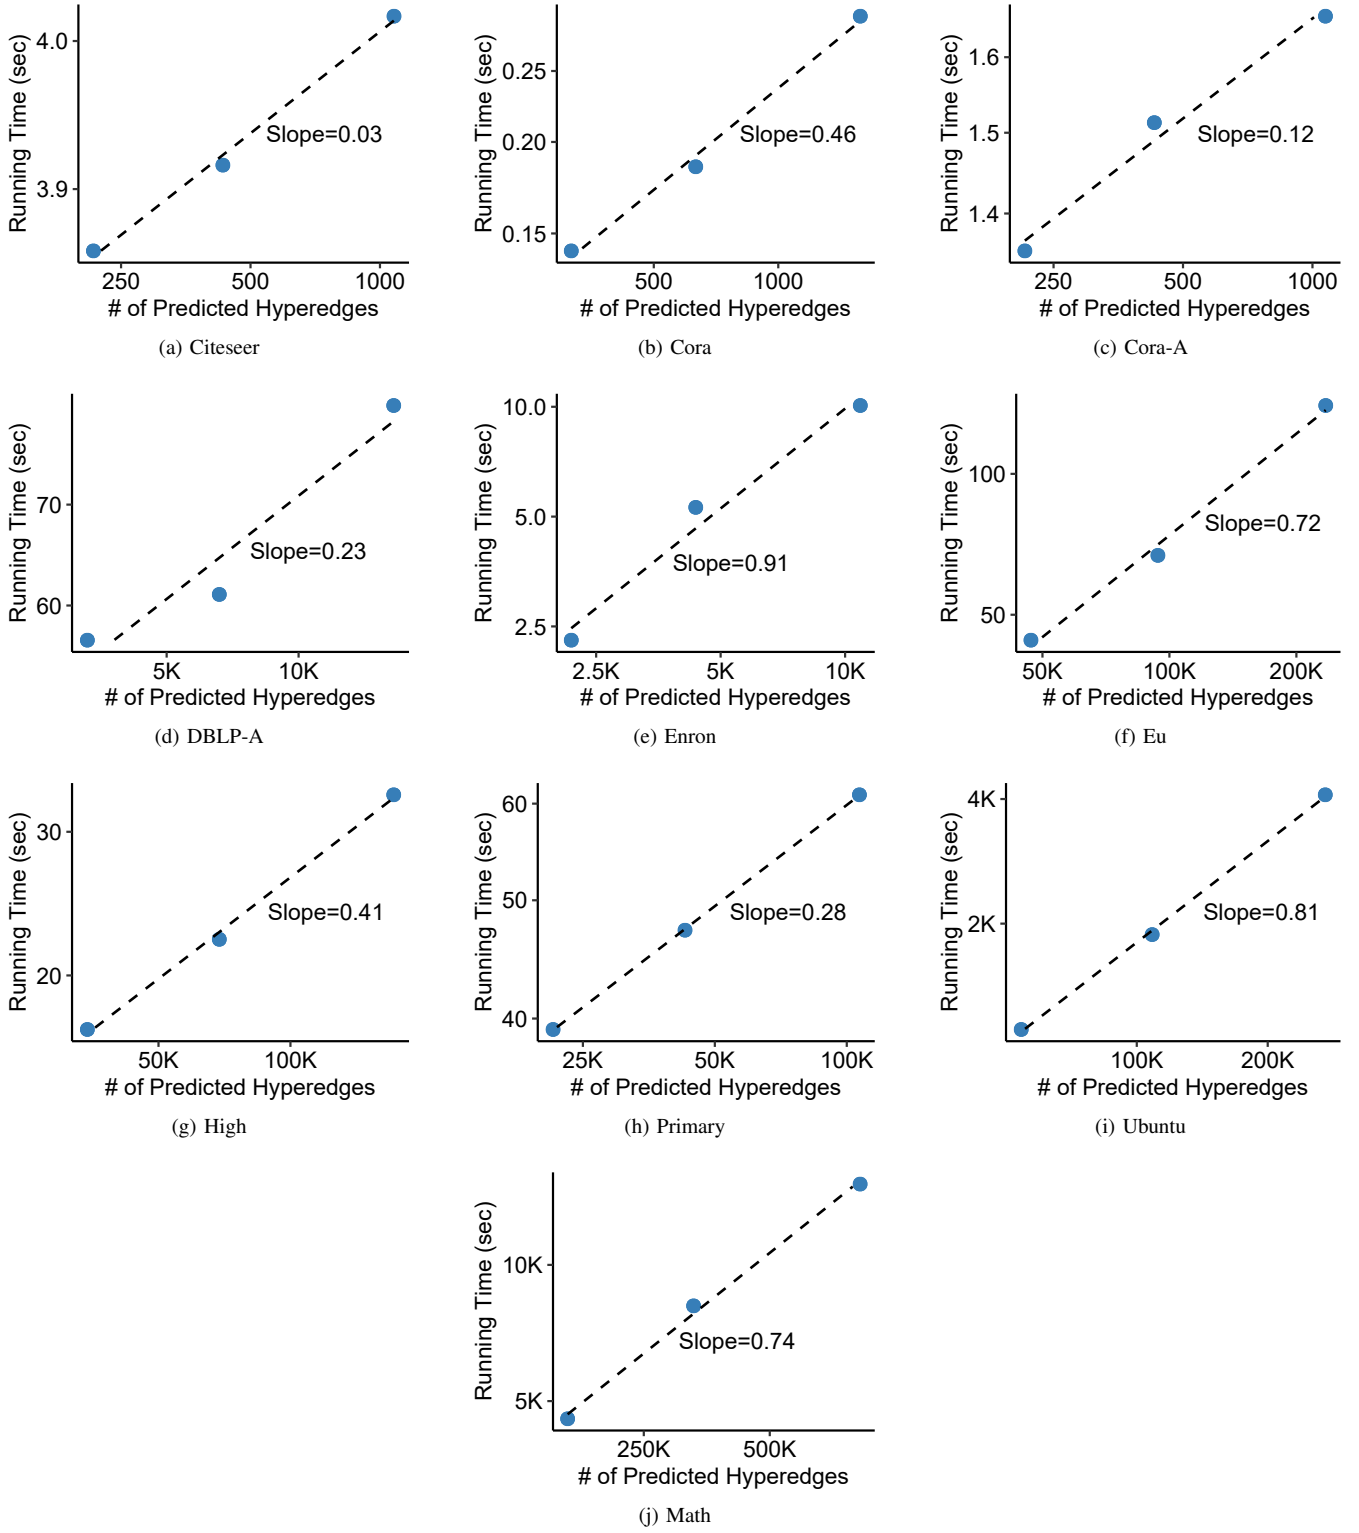 Running Time (sec)
4.0
3.9
Slope=0.03
250 500 1000
# of Predicted Hyperedges
(a) Citeseer
Running Time (sec)
0.25
0.20
0.15
Slope=0.46
500 1000
# of Predicted Hyperedges
(b) Cora
Running Time (sec)
1.6
1.5
1.4
Slope=0.12
250 500 1000
# of Predicted Hyperedges
(c) Cora-A
Running Time (sec)
70
60
Slope=0.23
5K 10K
# of Predicted Hyperedges
(d) DBLP-A
Running Time (sec)
10.0
5.0
2.5
Slope=0.91
2.5K 5K 10K
# of Predicted Hyperedges
(e) Enron
Running Time (sec)
100
50
Slope=0.72
50K 100K 200K
# of Predicted Hyperedges
(f) Eu
Running Time (sec)
30
20
Slope=0.41
50K 100K
# of Predicted Hyperedges
(g) High
Running Time (sec)
60
50
40
Slope=0.28
25K 50K 100K
# of Predicted Hyperedges
(h) Primary
Running Time (sec)
4K
2K
Slope=0.81
100K 200K
# of Predicted Hyperedges
(i) Ubuntu
Running Time (sec)
10K
5K
Slope=0.74
250K 500K
# of Predicted Hyperedges
(j) Math